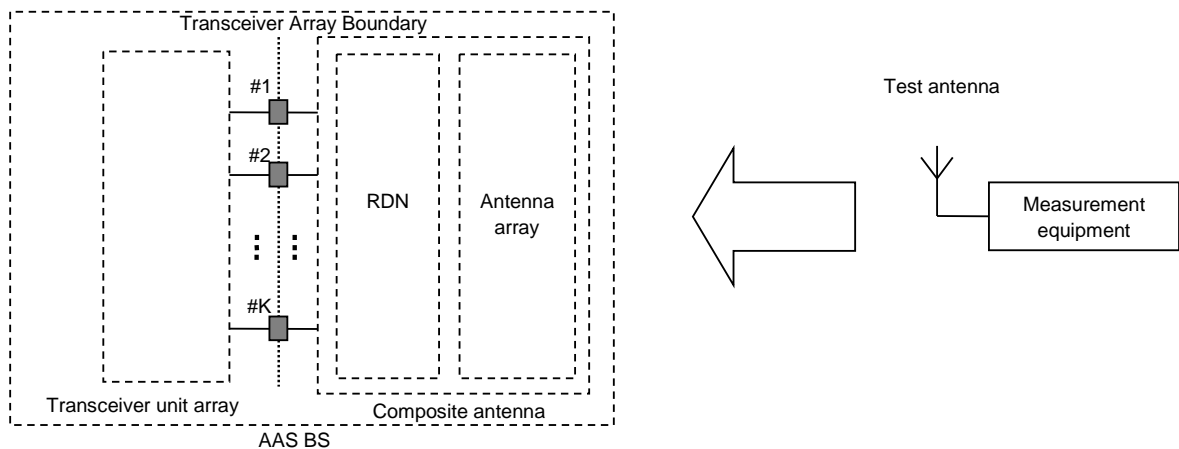 Transceiver Array Boundary
#1
#2
#K
RDN
Antenna
array
Transceiver unit array
Composite antenna
AAS BS
Test antenna
Measurement
equipment